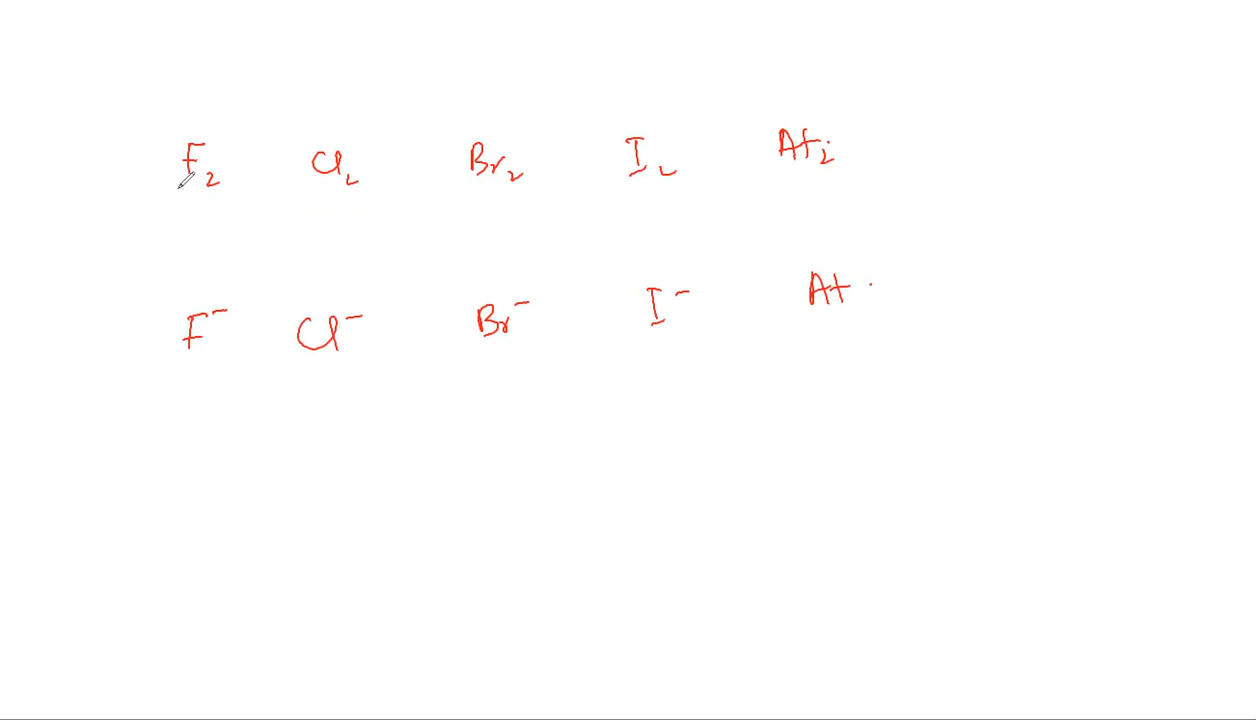 F₂ Cl₂ Br₂ I₂ At₂
F⁻ Cl⁻ Br⁻ I⁻ At